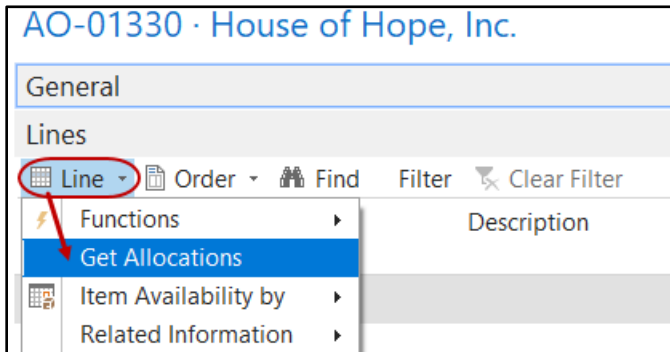 AO-01330 · House of Hope, Inc.
General
Lines
Line Order Find Filter Clear Filter
Functions Description
Get Allocations
Item Availability by
Related Information